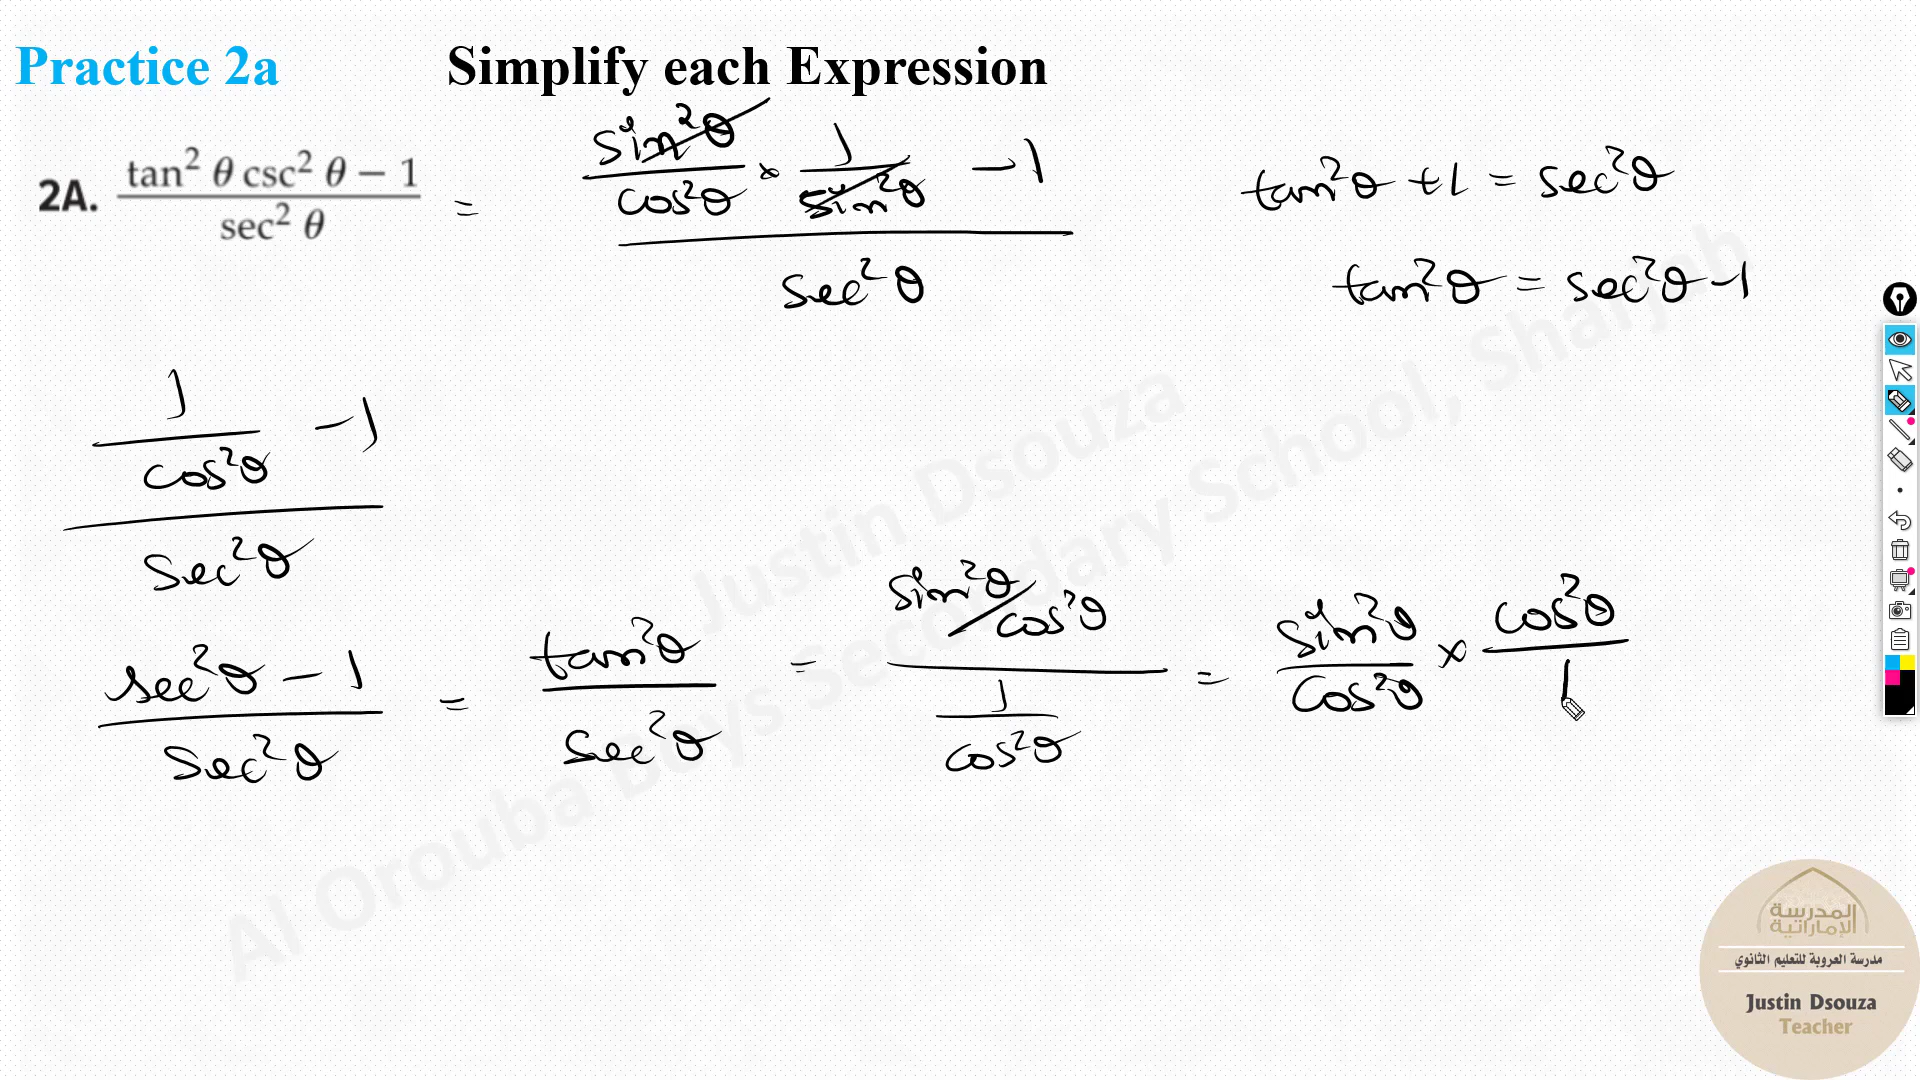 Practice 2a Simplify each Expression
2A. (tan² θ csc² θ − 1)/(sec² θ) = (sin²θ/cos²θ × 1/sin²θ − 1)/(sec²θ)
tan²θ + 1 = sec²θ
tan²θ = sec²θ − 1
(1/cos²θ − 1)/(sec²θ)
(sec²θ − 1)/(sec²θ) = (tan²θ)/(sec²θ) = (sin²θ/cos²θ)/(1/cos²θ) = sin²θ/cos²θ × cos²θ/1
Justin Dsouza
Al Orouba Boys Secondary School, Sharjah
المدرسة
الإماراتية
مدرسة العروبة للتعليم الثانوي
Justin Dsouza
Teacher